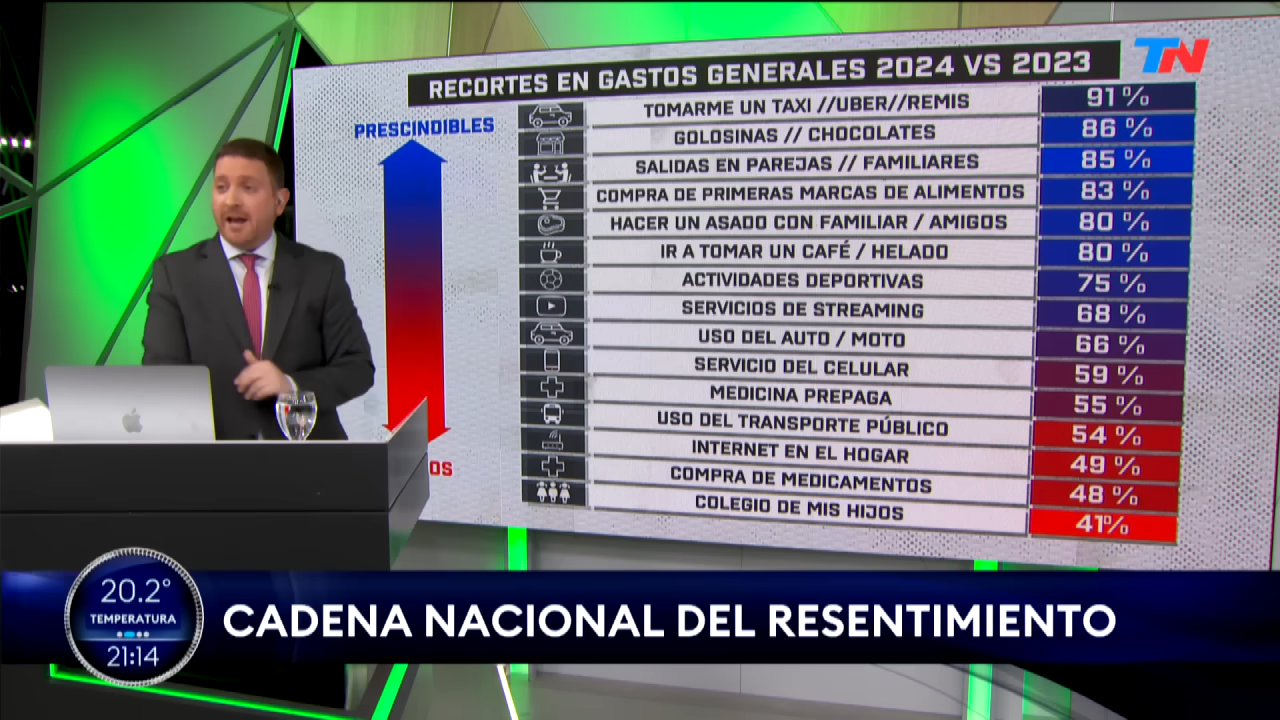 TN
RECORTES EN GASTOS GENERALES 2024 VS 2023
PRESCINDIBLES
TOMARME UN TAXI //UBER//REMIS 91 %
GOLOSINAS // CHOCOLATES 86 %
SALIDAS EN PAREJAS // FAMILIARES 85 %
COMPRA DE PRIMERAS MARCAS DE ALIMENTOS 83 %
HACER UN ASADO CON FAMILIAR / AMIGOS 80 %
IR A TOMAR UN CAFÉ / HELADO 80 %
ACTIVIDADES DEPORTIVAS 75 %
SERVICIOS DE STREAMING 68 %
USO DEL AUTO / MOTO 66 %
SERVICIO DEL CELULAR 59 %
MEDICINA PREPAGA 55 %
USO DEL TRANSPORTE PÚBLICO 54 %
INTERNET EN EL HOGAR 49 %
COMPRA DE MEDICAMENTOS 48 %
COLEGIO DE MIS HIJOS 41%
20.2°
TEMPERATURA
21:14
CADENA NACIONAL DEL RESENTIMIENTO